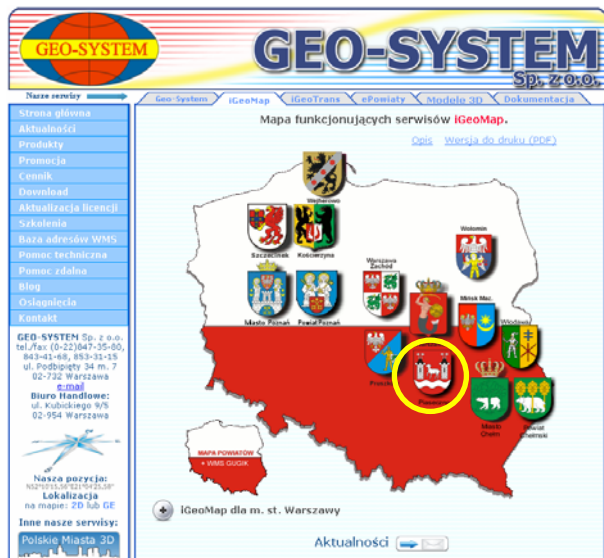 GEO-SYSTEM
GEO-SYSTEM
Sp. z o.o.
Nasze serwisy
Geo-System
iGeoMap
iGeoTrans
ePowiaty
Modele 3D
Dokumentacja
Strona główna
Aktualności
Produkty
Promocja
Cennik
Download
Aktualizacja licencji
Szkolenia
Baza adresów WMS
Pomoc techniczna
Pomoc zdalna
Blog
Osiągnięcia
Kontakt
GEO-SYSTEM Sp. z o.o.
tel./fax (0-22)847-35-80,
843-41-68, 853-31-15
ul. Podbipięty 34 m. 7
02-732 Warszawa
e-mail
Biuro Handlowe:
ul. Kubickiego 9/5
02-954 Warszawa
Nasza pozycja:
Lokalizacja
na mapie: 2D lub GE
Inne nasze serwisy:
Polskie Miasta 3D
Mapa funkcjonujących serwisów iGeoMap.
Opis Wersja do druku (PDF)
Wejherowo
Szczecinek
Kościerzyna
Wołomin
Warszawa
Zachód
Miasto Poznań
Powiat Poznań
Mińsk Maz.
Włodawa
Miasto
Chełm
Powiat
Chełmski
MAPA POWIATÓW
+ WMS GUGIK
iGeoMap dla m. st. Warszawy
Aktualności